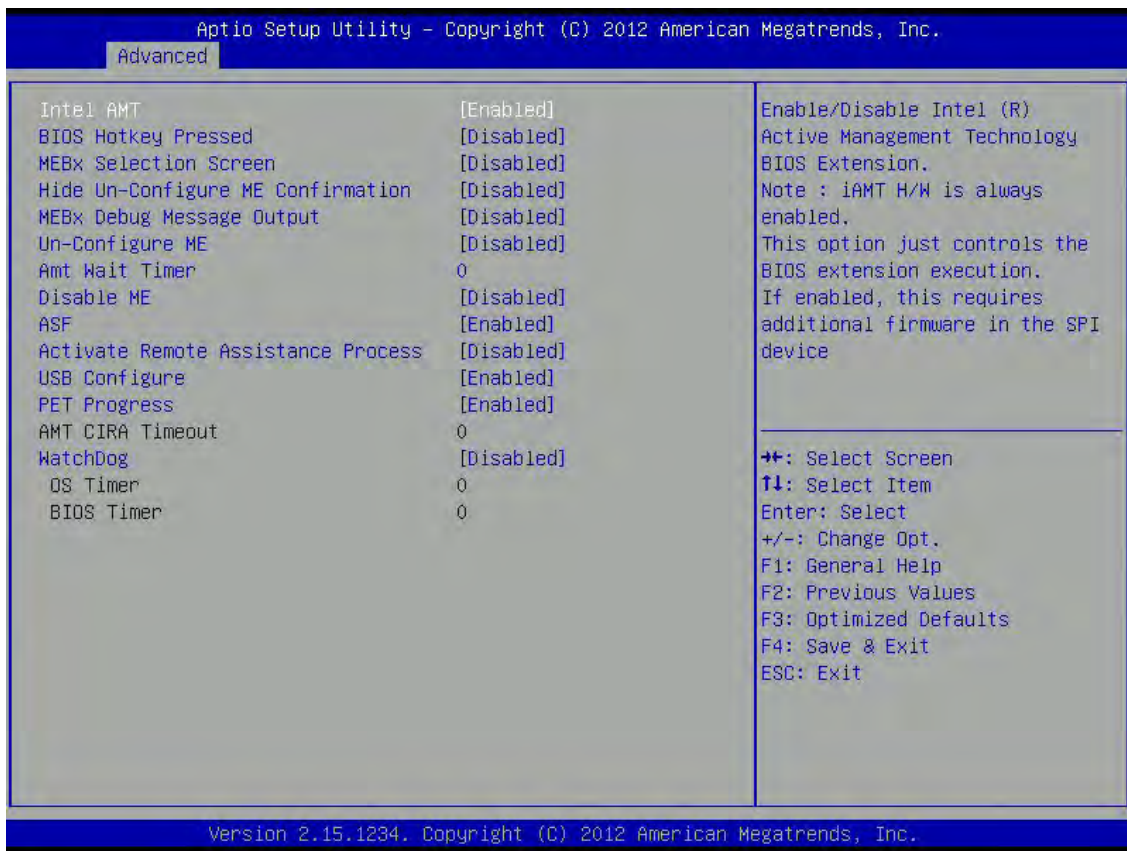 Aptio Setup Utility – Copyright (C) 2012 American Megatrends, Inc.
Advanced
Intel AMT [Enabled]
BIOS Hotkey Pressed [Disabled]
MEBx Selection Screen [Disabled]
Hide Un-Configure ME Confirmation [Disabled]
MEBx Debug Message Output [Disabled]
Un-Configure ME [Disabled]
Amt Wait Timer 0
Disable ME [Disabled]
ASF [Enabled]
Activate Remote Assistance Process [Disabled]
USB Configure [Enabled]
PET Progress [Enabled]
AMT CIRA Timeout 0
WatchDog [Disabled]
OS Timer 0
BIOS Timer 0
Enable/Disable Intel (R)
Active Management Technology
BIOS Extension.
Note : iAMT H/W is always
enabled.
This option just controls the
BIOS extension execution.
If enabled, this requires
additional firmware in the SPI
device
→←: Select Screen
↑↓: Select Item
Enter: Select
+/-: Change Opt.
F1: General Help
F2: Previous Values
F3: Optimized Defaults
F4: Save & Exit
ESC: Exit
Version 2.15.1234. Copyright (C) 2012 American Megatrends, Inc.